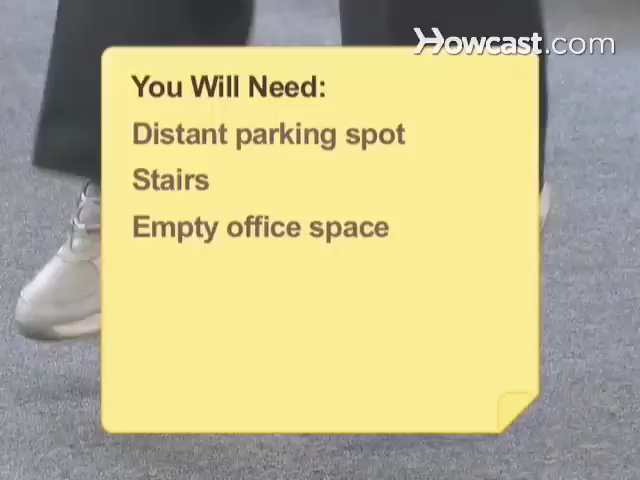 Howcast.com
You Will Need:
Distant parking spot
Stairs
Empty office space